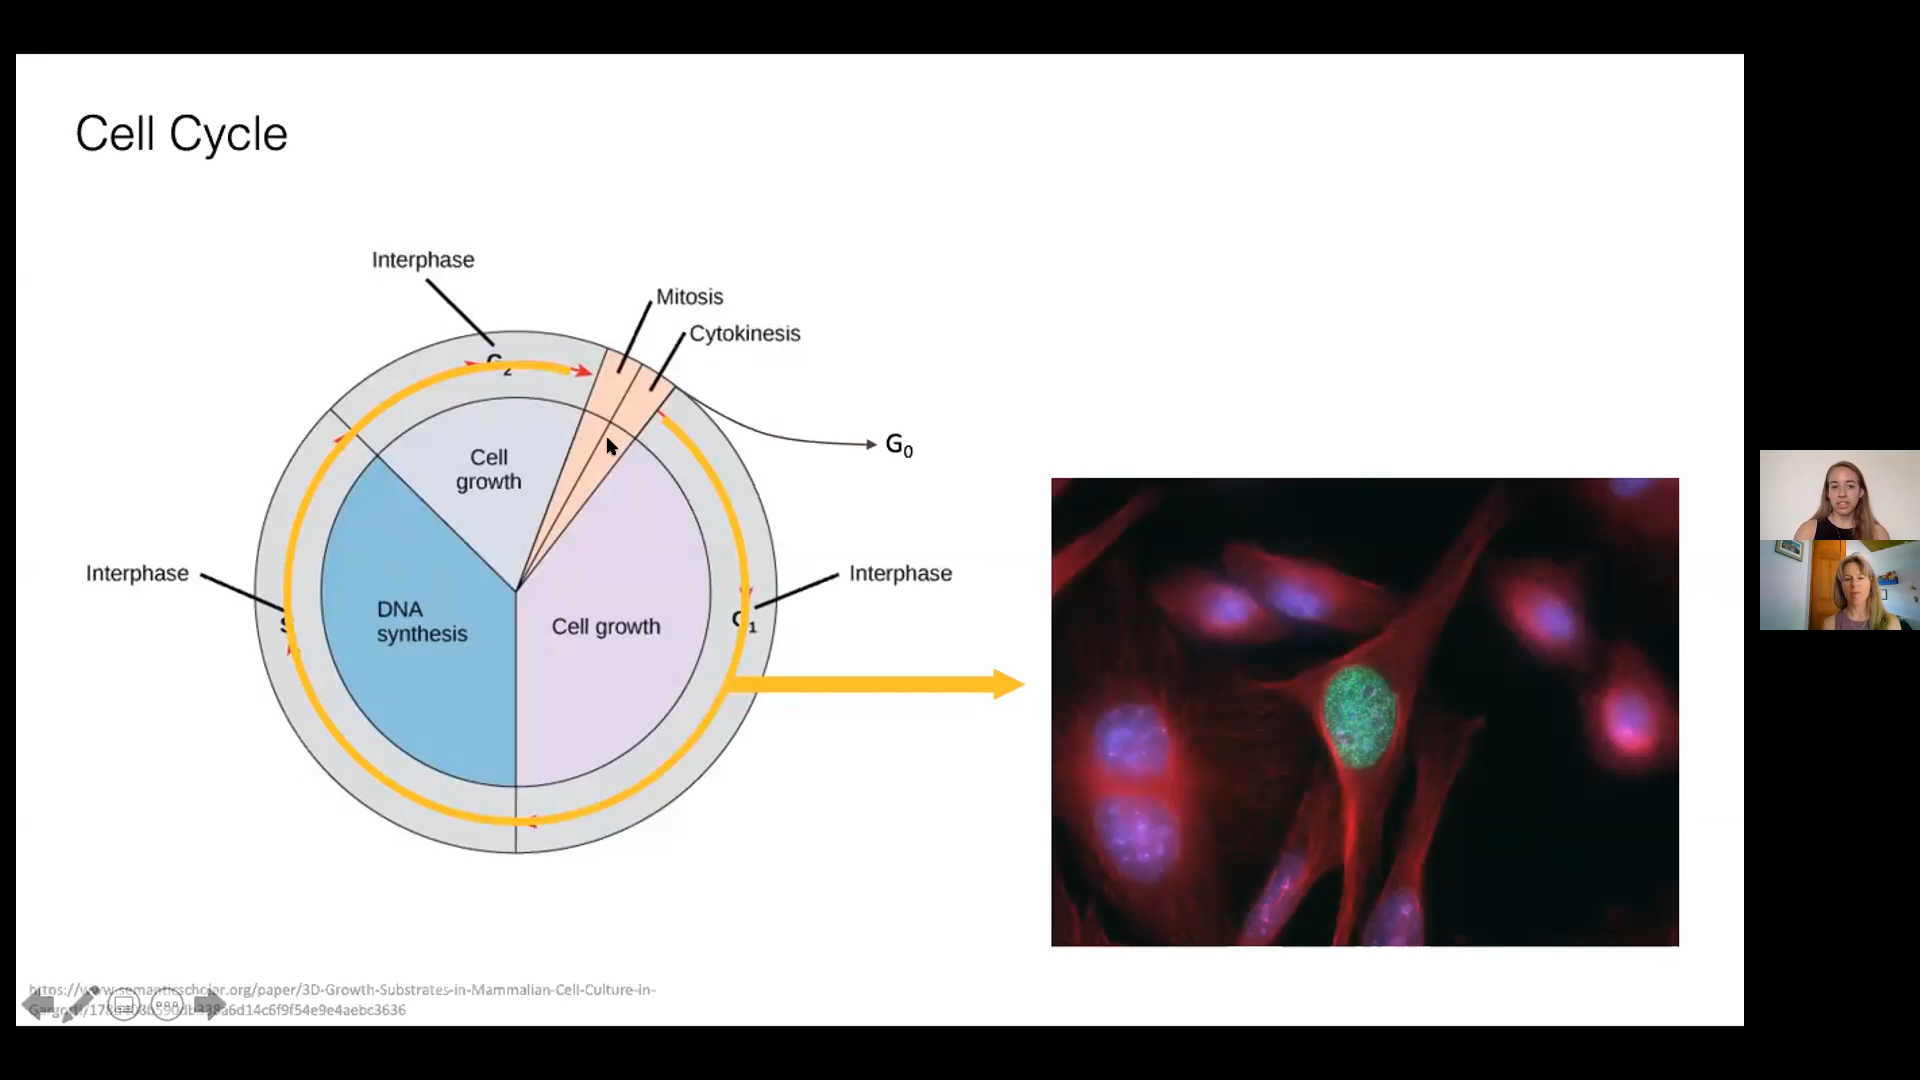 Cell Cycle
Interphase
Mitosis
Cytokinesis
G₂
G₀
Cell
growth
Interphase
DNA
synthesis
S
Cell growth
Interphase
G₁
https://www.semanticscholar.org/paper/3D-Growth-Substrates-in-Mammalian-Cell-Culture-in-